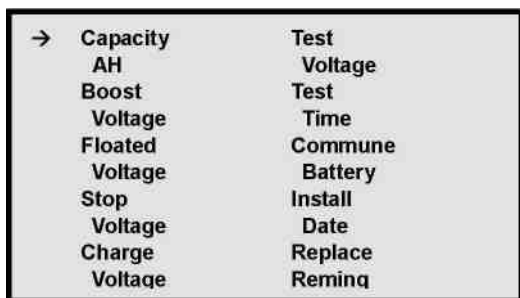 → Capacity Test
AH Voltage
Boost Test
Voltage Time
Floated Commune
Voltage Battery
Stop Install
Voltage Date
Charge Replace
Voltage Reming